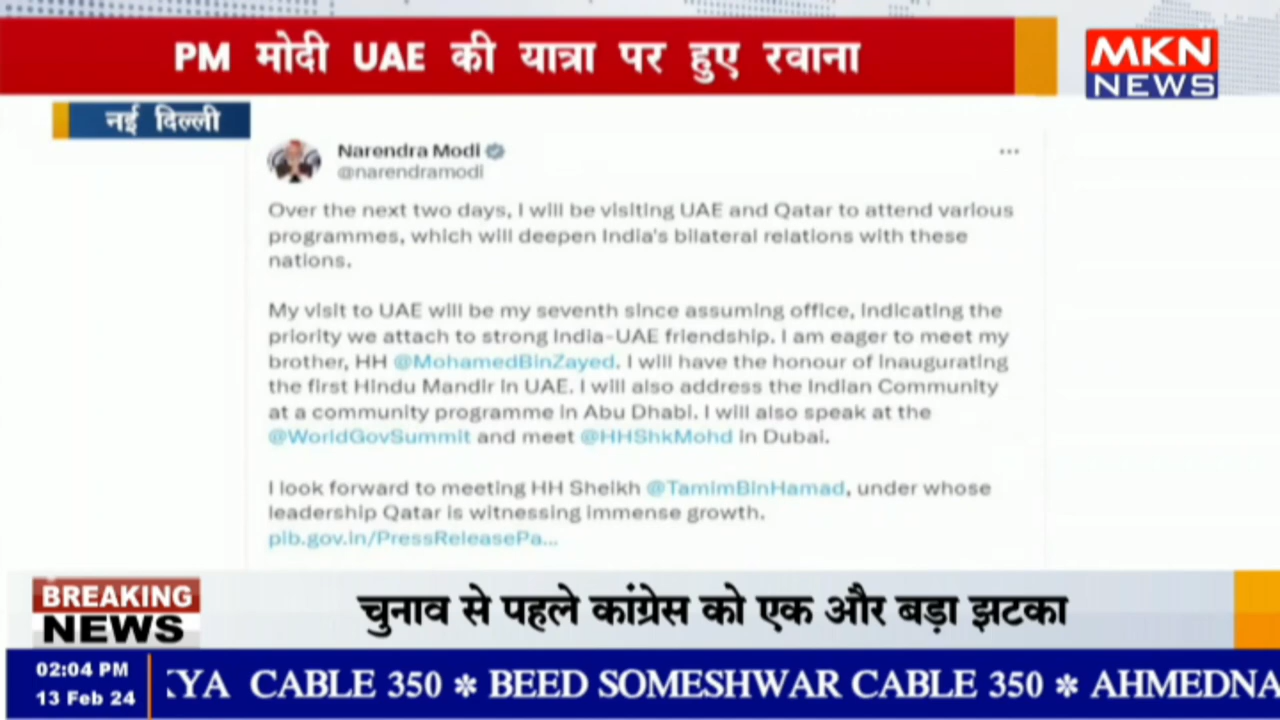 PM मोदी UAE की यात्रा पर हुए रवाना
MKN
NEWS
नई दिल्ली
Narendra Modi
@narendramodi
Over the next two days, I will be visiting UAE and Qatar to attend various
programmes, which will deepen India's bilateral relations with these
nations.
My visit to UAE will be my seventh since assuming office, indicating the
priority we attach to strong India-UAE friendship. I am eager to meet my
brother, HH @MohamedBinZayed. I will have the honour of inaugurating
the first Hindu Mandir in UAE. I will also address the Indian Community
at a community programme in Abu Dhabi. I will also speak at the
@WorldGovSummit and meet @HHShkMohd in Dubai.
I look forward to meeting HH Sheikh @TamimBinHamad, under whose
leadership Qatar is witnessing immense growth.
pib.gov.in/PressReleasePa...
BREAKING
NEWS
चुनाव से पहले कांग्रेस को एक और बड़ा झटका
02:04 PM
13 Feb 24
YA CABLE 350 * BEED SOMESHWAR CABLE 350 * AHMEDNA